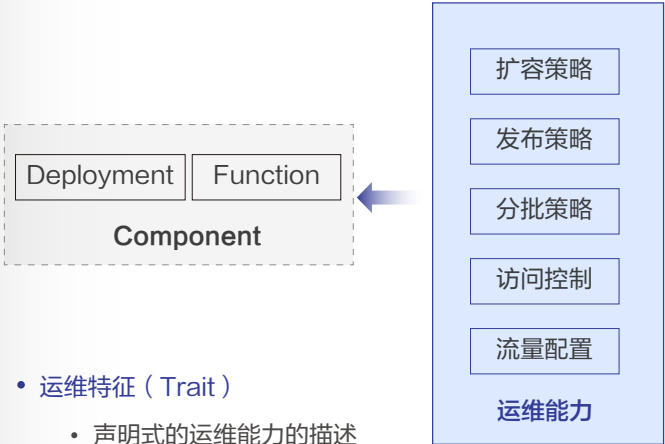 扩容策略
发布策略
分批策略
访问控制
流量配置
运维能力
Deployment
Function
Component
• 运维特征（Trait）
• 声明式的运维能力的描述